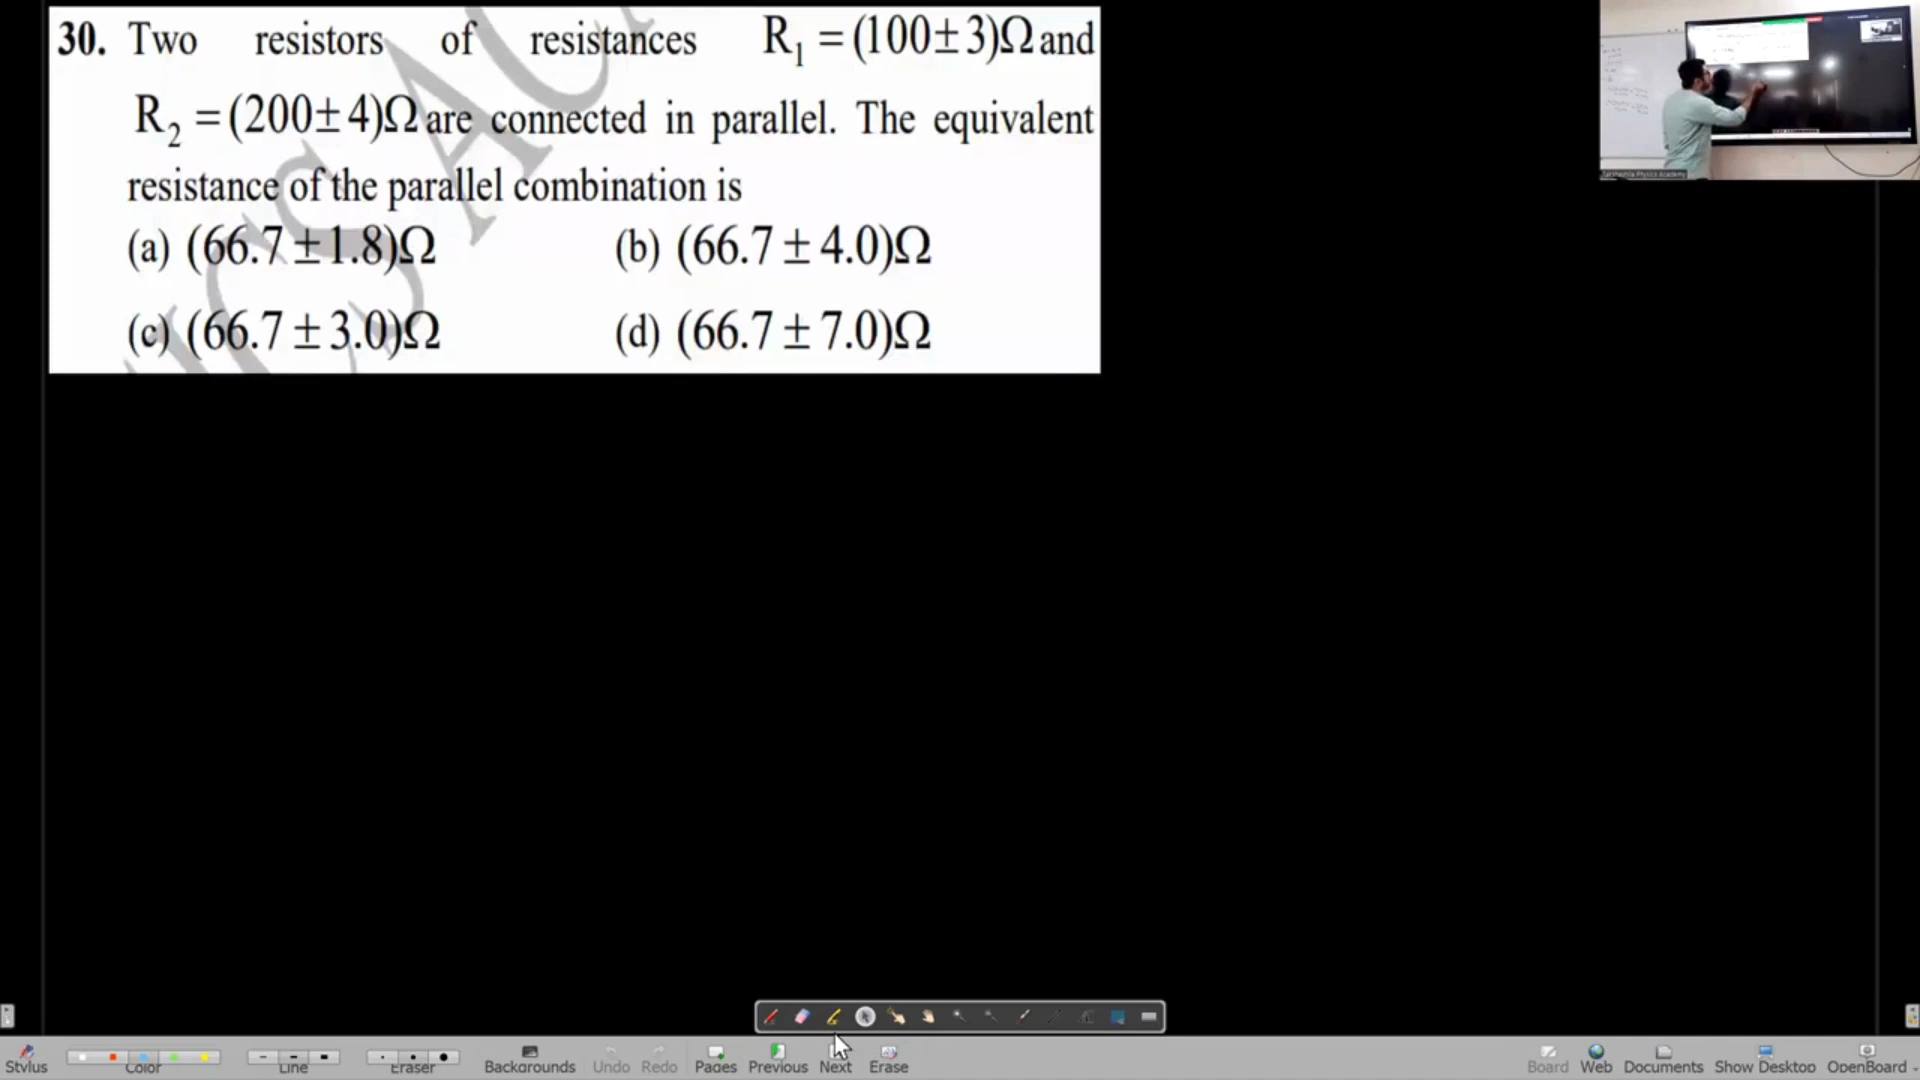 30. Two resistors of resistances R₁ = (100 ± 3)Ω and
R₂ = (200 ± 4)Ω are connected in parallel. The equivalent
resistance of the parallel combination is
(a) (66.7 ± 1.8)Ω (b) (66.7 ± 4.0)Ω
(c) (66.7 ± 3.0)Ω (d) (66.7 ± 7.0)Ω
Physics Academy
Stylus Color Line Eraser Backgrounds Undo Redo Pages Previous Next Erase Board Web Documents Show Desktop OpenBoard